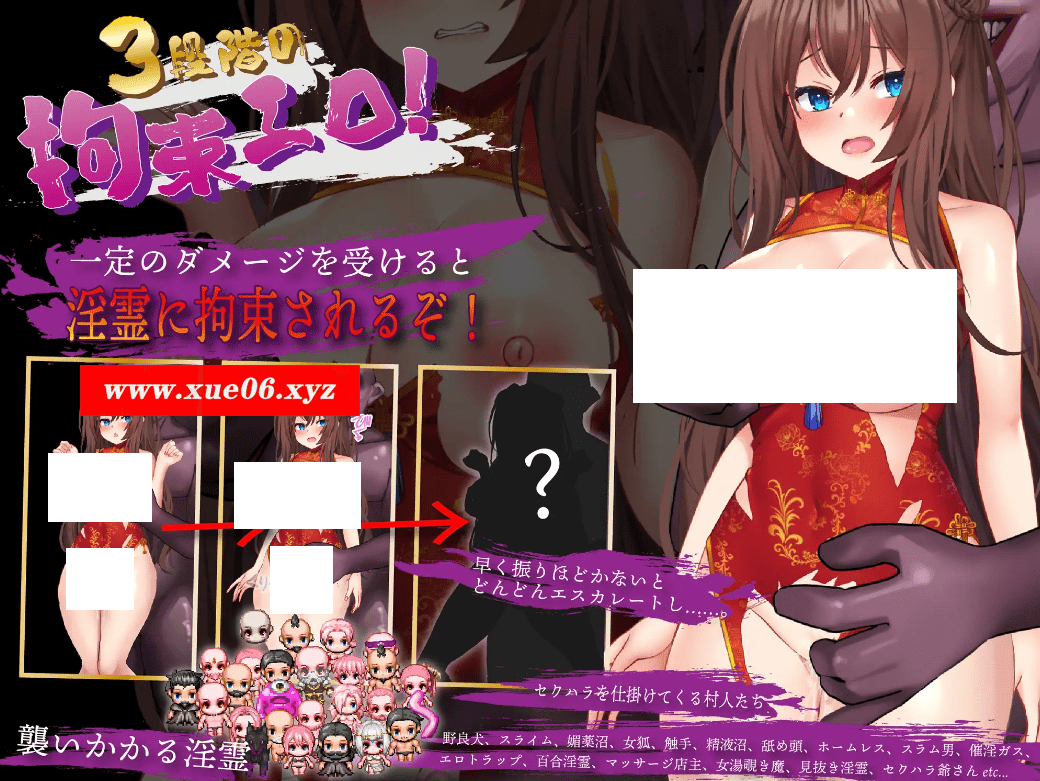 3段階の
拘束エロ!
一定のダメージを受けると
淫霊に拘束されるぞ！
www.xue06.xyz
?
早く振りほどかないと
どんどんエスカレートし……。
セクハラを仕掛けてくる村人たち、
襲いかかる淫霊
野良犬、スライム、媚薬沼、女狐、触手、精液沼、舐め頭、ホームレス、スラム男、催淫ガス、
エロトラップ、百合淫霊、マッサージ店主、女湯覗き魔、見抜き淫霊、セクハラ爺さん etc...